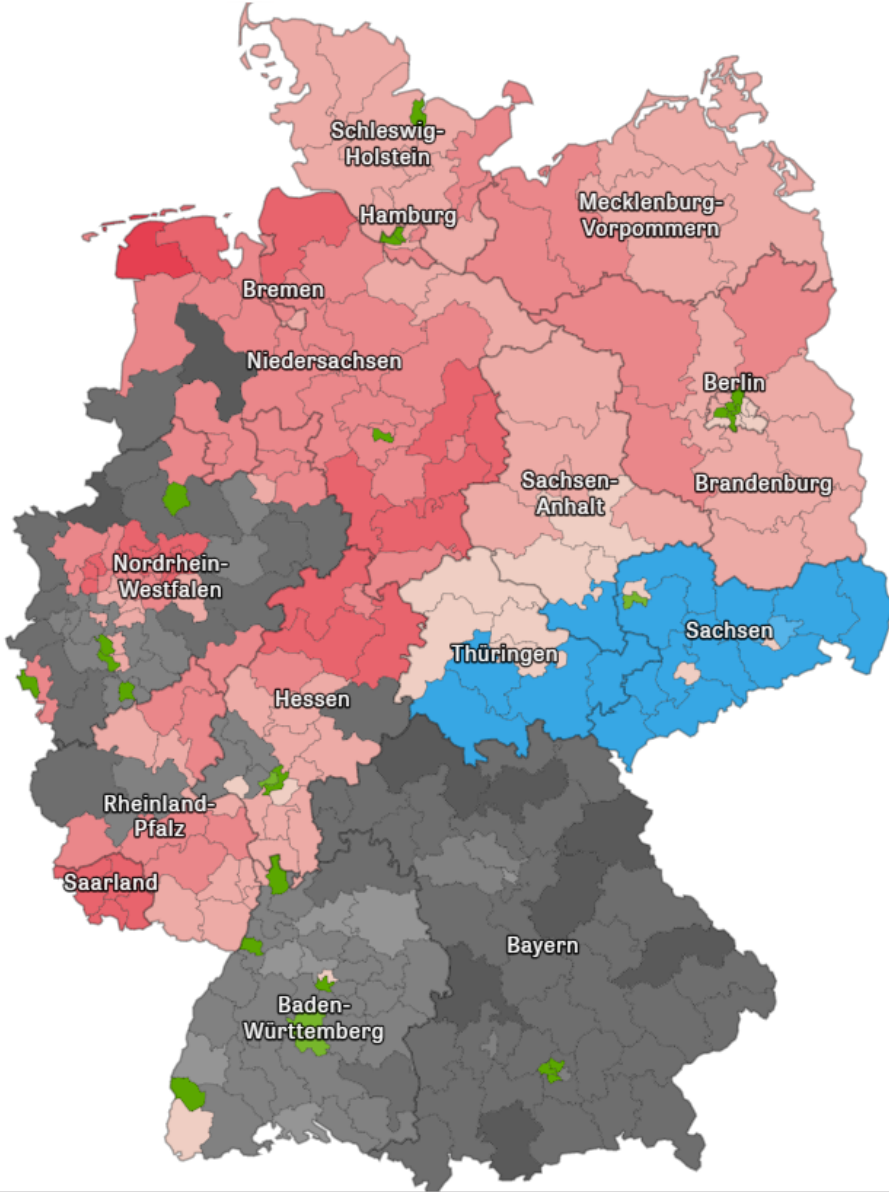 Schleswig-
Holstein
Mecklenburg-
Vorpommern
Hamburg
Bremen
Niedersachsen
Berlin
Sachsen-
Anhalt
Brandenburg
Nordrhein-
Westfalen
Sachsen
Thüringen
Hessen
Rheinland-
Pfalz
Saarland
Bayern
Baden-
Württemberg